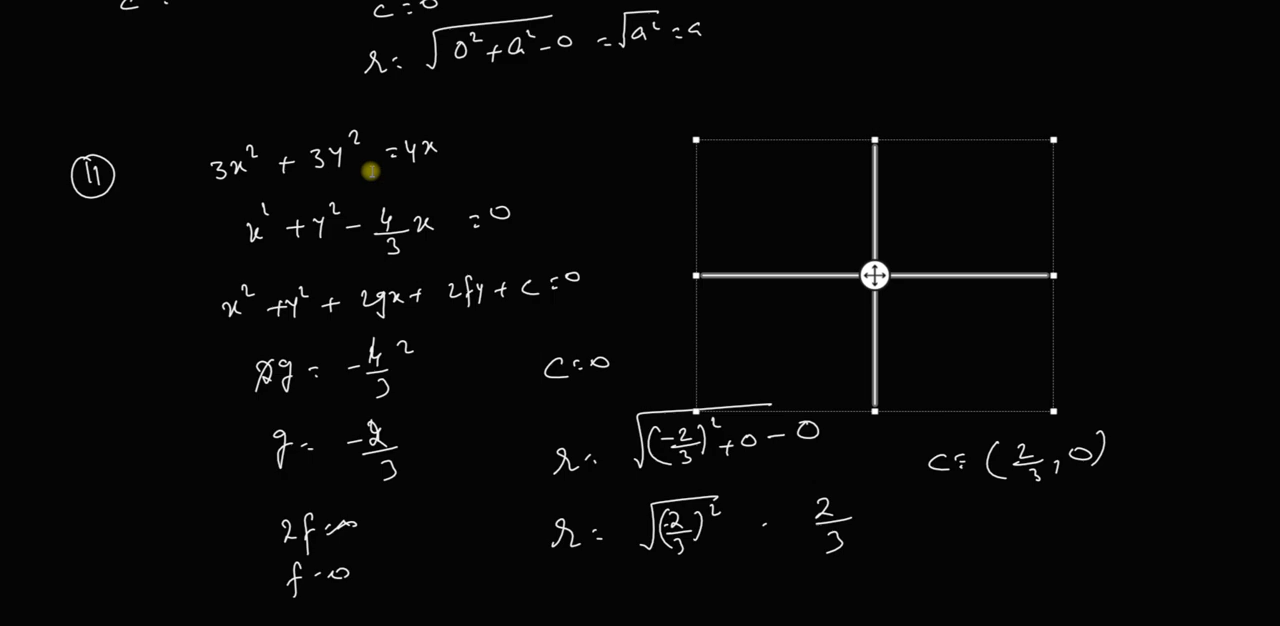 c = 0
r = √(0² + a² - 0) = √a² = a
(11) 3x² + 3y² = 4x
x² + y² - 4/3 x = 0
x² + y² + 2gx + 2fy + c = 0
2g = -4/3 2
c = 0
g = -2/3
r = √((-2/3)² + 0 - 0)
c = (2/3, 0)
2f = 0
r = √((-2/3)²) = 2/3
f = 0